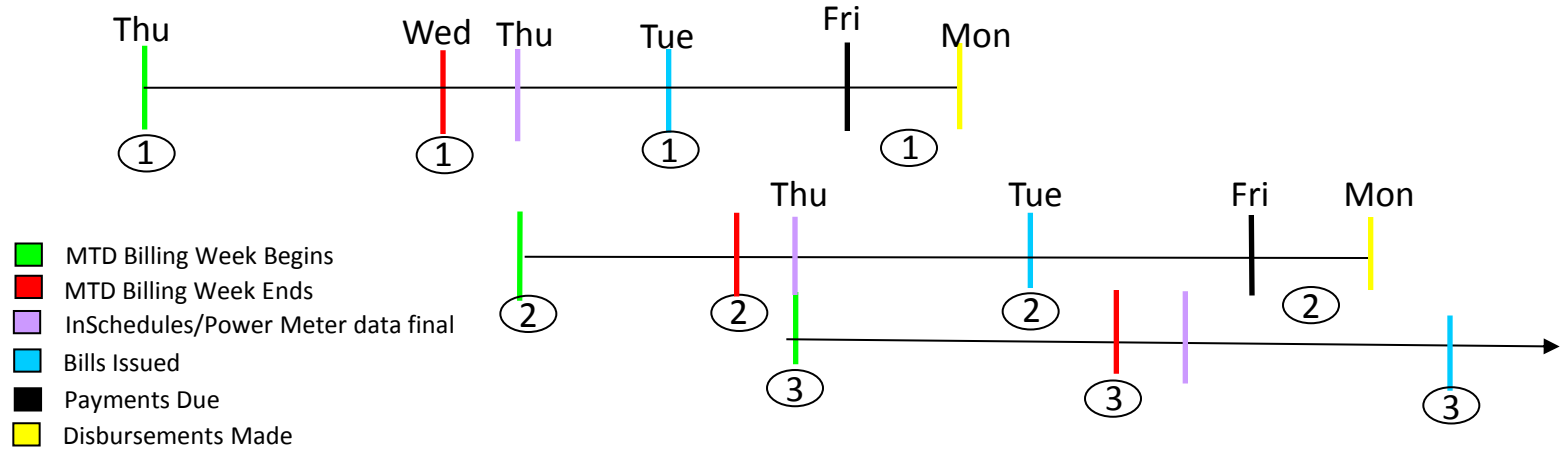 Thu Wed Thu Tue Fri Mon
1 1 1 1
Thu Tue Fri Mon
2 2 2 2
3 3 3
MTD Billing Week Begins
MTD Billing Week Ends
InSchedules/Power Meter data final
Bills Issued
Payments Due
Disbursements Made